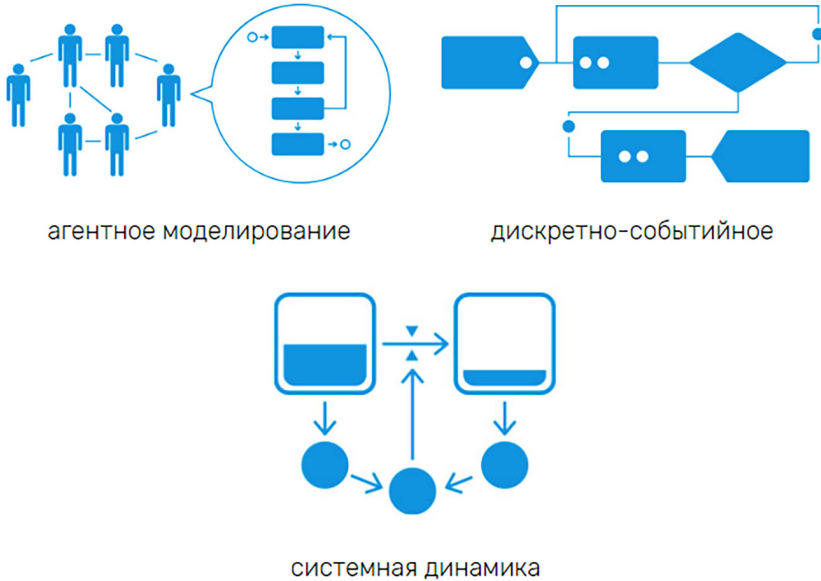 агентное моделирование
дискретно-событийное
системная динамика